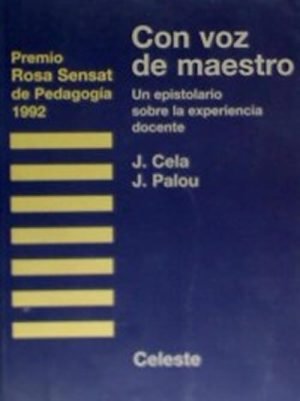 Con voz
de maestro
Un epistolario
sobre la experiencia
docente
J. Cela
J. Palou
Premio
Rosa Sensat
de Pedagogía
1992
Celeste